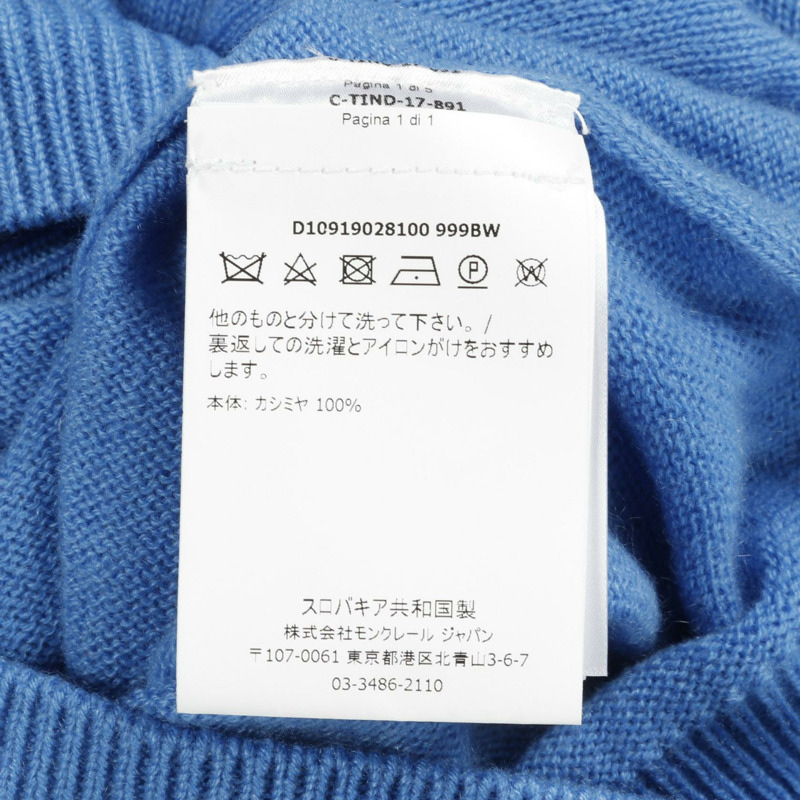 Pagina 1 di 5
C-TIND-17-891
Pagina 1 di 1
D10919028100 999BW
P W
他のものと分けて洗って下さい。/
裏返しての洗濯とアイロンがけをおすすめ
します。
本体: カシミヤ 100%
スロバキア共和国製
株式会社モンクレール ジャパン
〒107-0061 東京都港区北青山3-6-7
03-3486-2110